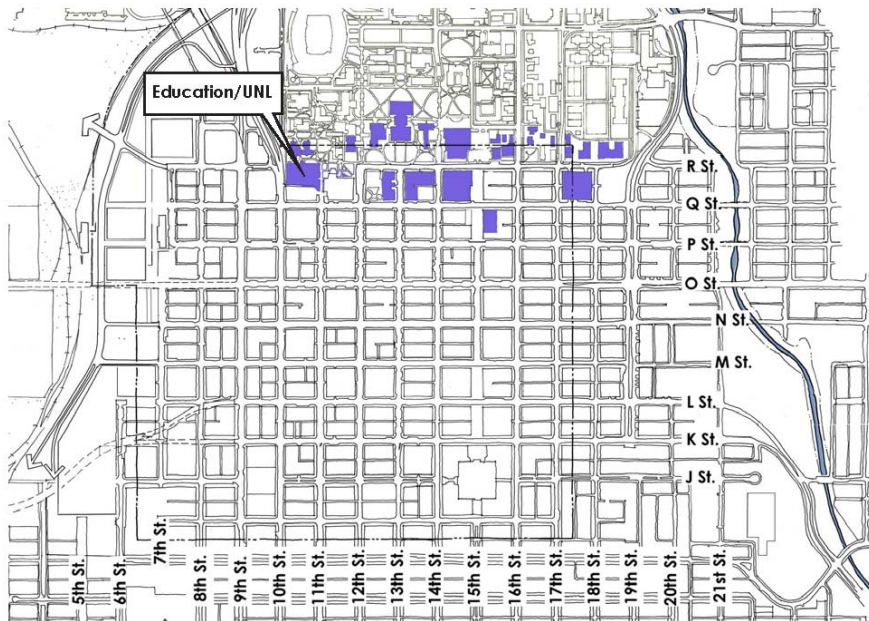 Education/UNL
R St.
Q St.
P St.
O St.
N St.
M St.
L St.
K St.
J St.
5th St.
6th St.
7th St.
8th St.
9th St.
10th St.
11th St.
12th St.
13th St.
14th St.
15th St.
16th St.
17th St.
18th St.
19th St.
20th St.
21st St.